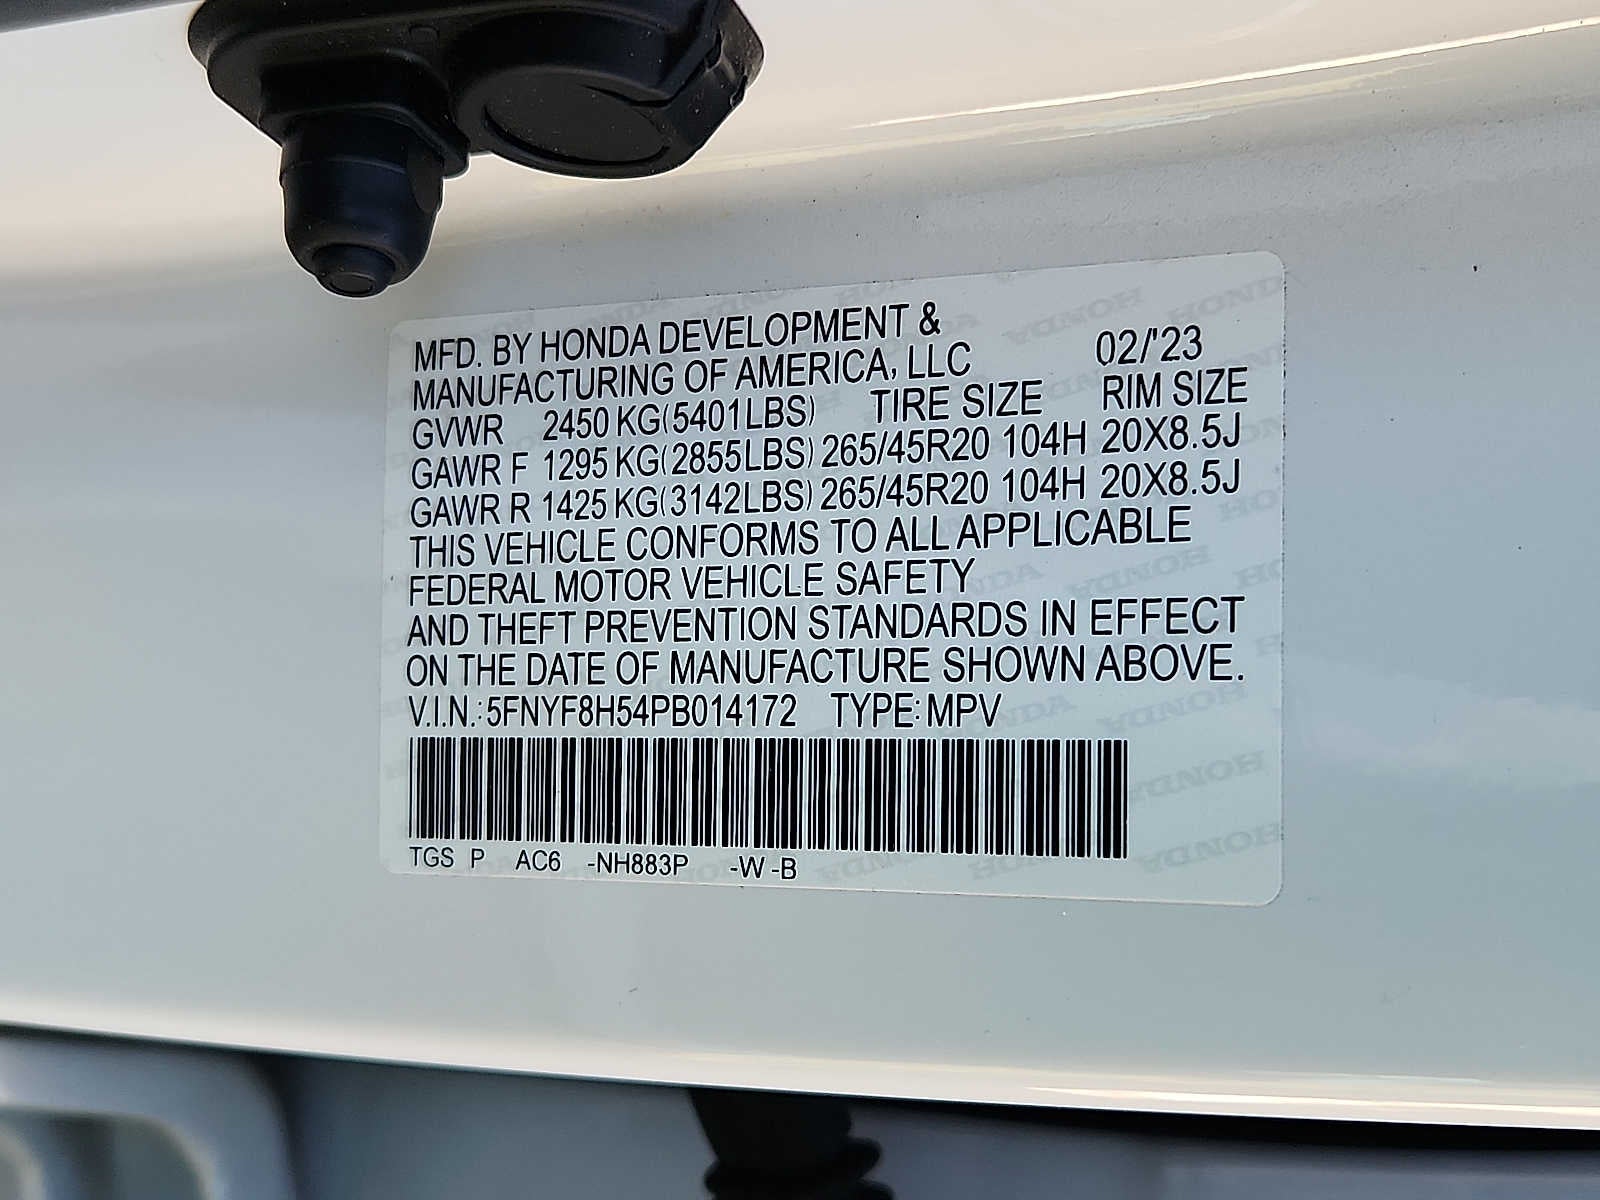 MFD. BY HONDA DEVELOPMENT &
MANUFACTURING OF AMERICA, LLC 02/'23
GVWR 2450 KG(5401LBS) TIRE SIZE RIM SIZE
GAWR F 1295 KG(2855LBS) 265/45R20 104H 20X8.5J
GAWR R 1425 KG(3142LBS) 265/45R20 104H 20X8.5J
THIS VEHICLE CONFORMS TO ALL APPLICABLE
FEDERAL MOTOR VEHICLE SAFETY
AND THEFT PREVENTION STANDARDS IN EFFECT
ON THE DATE OF MANUFACTURE SHOWN ABOVE.
V.I.N.: 5FNYF8H54PB014172 TYPE: MPV
TGS P AC6 -NH883P -W -B